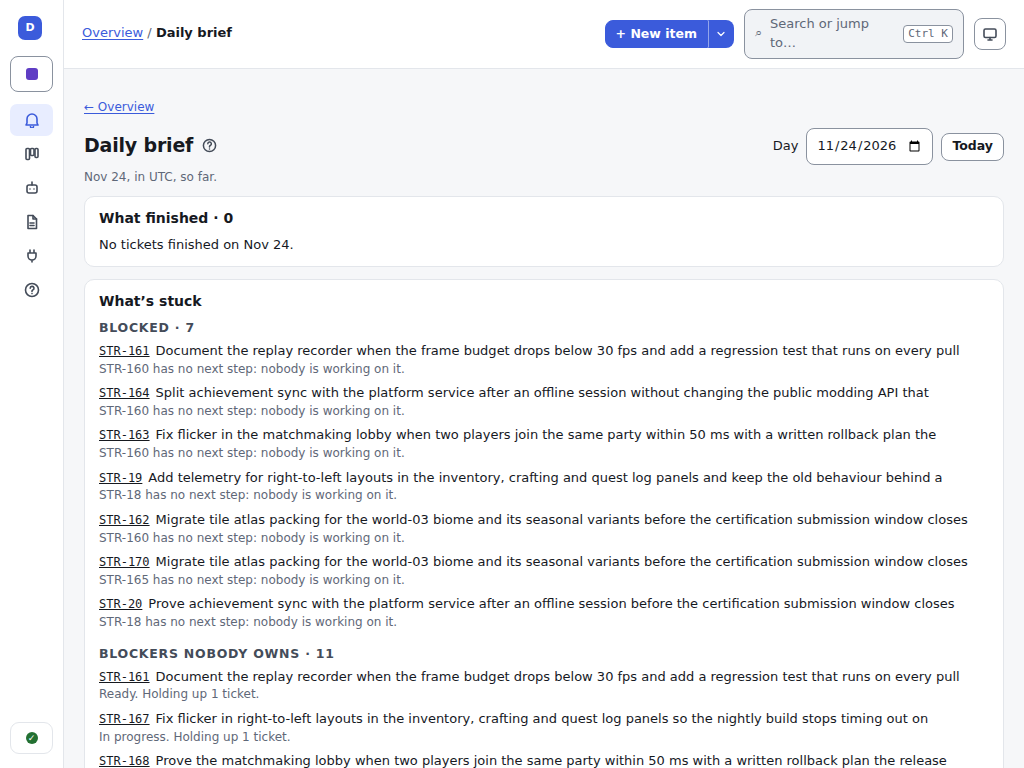 D
Overview / Daily brief
+ New item
Search or jump to…
Ctrl K
← Overview
Daily brief
Day 11/24/2026 Today
Nov 24, in UTC, so far.
What finished · 0
No tickets finished on Nov 24.
What's stuck
BLOCKED · 7
STR-161 Document the replay recorder when the frame budget drops below 30 fps and add a regression test that runs on every pull
STR-160 has no next step: nobody is working on it.
STR-164 Split achievement sync with the platform service after an offline session without changing the public modding API that
STR-160 has no next step: nobody is working on it.
STR-163 Fix flicker in the matchmaking lobby when two players join the same party within 50 ms with a written rollback plan the
STR-160 has no next step: nobody is working on it.
STR-19 Add telemetry for right-to-left layouts in the inventory, crafting and quest log panels and keep the old behaviour behind a
STR-18 has no next step: nobody is working on it.
STR-162 Migrate tile atlas packing for the world-03 biome and its seasonal variants before the certification submission window closes
STR-160 has no next step: nobody is working on it.
STR-170 Migrate tile atlas packing for the world-03 biome and its seasonal variants before the certification submission window closes
STR-165 has no next step: nobody is working on it.
STR-20 Prove achievement sync with the platform service after an offline session before the certification submission window closes
STR-18 has no next step: nobody is working on it.
BLOCKERS NOBODY OWNS · 11
STR-161 Document the replay recorder when the frame budget drops below 30 fps and add a regression test that runs on every pull
Ready. Holding up 1 ticket.
STR-167 Fix flicker in right-to-left layouts in the inventory, crafting and quest log panels so the nightly build stops timing out on
In progress. Holding up 1 ticket.
STR-168 Prove the matchmaking lobby when two players join the same party within 50 ms with a written rollback plan the release